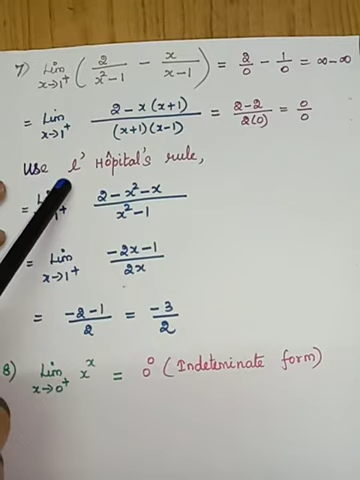 7) Lim x→1⁺ ( 2/(x²-1) - x/(x-1) ) = 2/0 - 1/0 = ∞-∞
= Lim x→1⁺ (2-x(x+1))/((x+1)(x-1)) = (2-2)/(2(0)) = 0/0
Use l' Hôpital's rule,
= (2-x²-x)/(x²-1)
= Lim x→1⁺ (-2x-1)/(2x)
= (-2-1)/2 = -3/2
8) Lim x→0⁺ xˣ = 0⁰ (Indeteminate form)